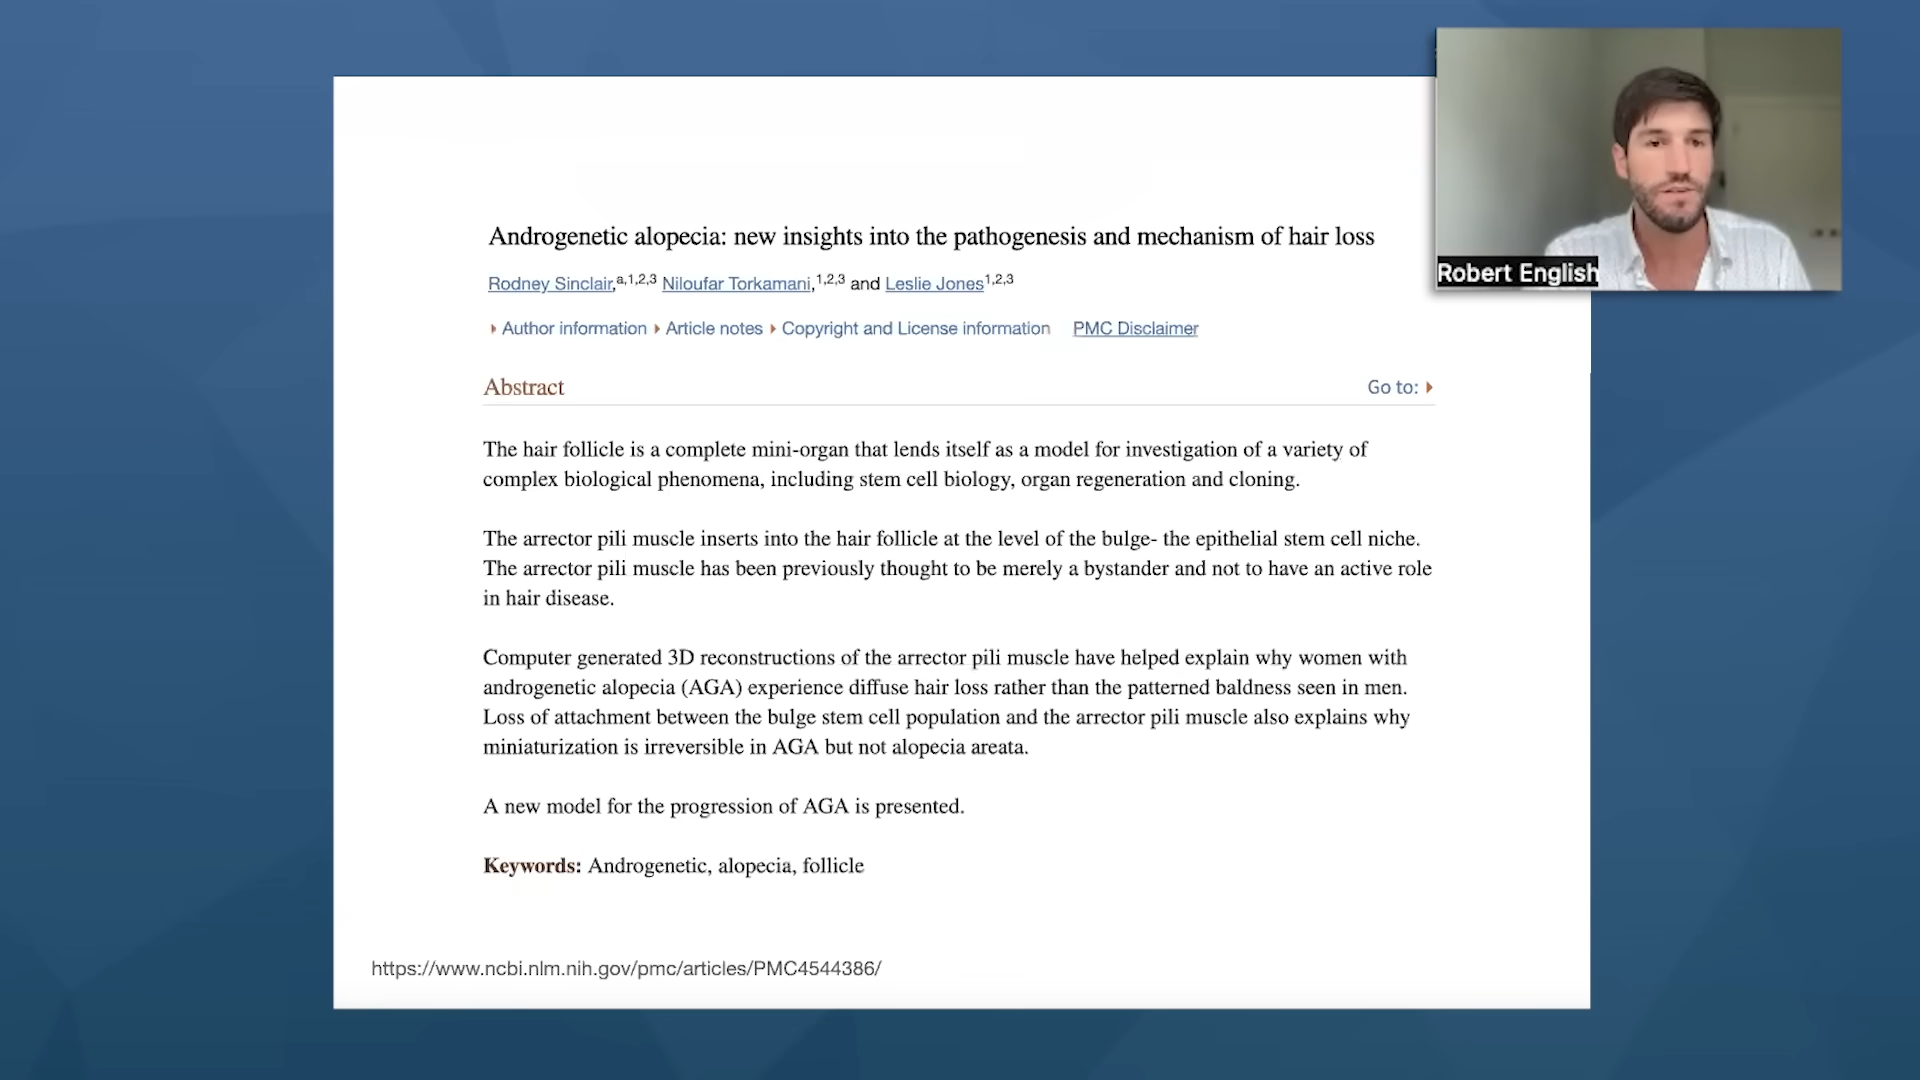 Androgenetic alopecia: new insights into the pathogenesis and mechanism of hair loss
Rodney Sinclair,a,1,2,3 Niloufar Torkamani,1,2,3 and Leslie Jones1,2,3
Author information Article notes Copyright and License information PMC Disclaimer
Abstract Go to:
The hair follicle is a complete mini-organ that lends itself as a model for investigation of a variety of
complex biological phenomena, including stem cell biology, organ regeneration and cloning.
The arrector pili muscle inserts into the hair follicle at the level of the bulge- the epithelial stem cell niche.
The arrector pili muscle has been previously thought to be merely a bystander and not to have an active role
in hair disease.
Computer generated 3D reconstructions of the arrector pili muscle have helped explain why women with
androgenetic alopecia (AGA) experience diffuse hair loss rather than the patterned baldness seen in men.
Loss of attachment between the bulge stem cell population and the arrector pili muscle also explains why
miniaturization is irreversible in AGA but not alopecia areata.
A new model for the progression of AGA is presented.
Keywords: Androgenetic, alopecia, follicle
https://www.ncbi.nlm.nih.gov/pmc/articles/PMC4544386/
Robert English